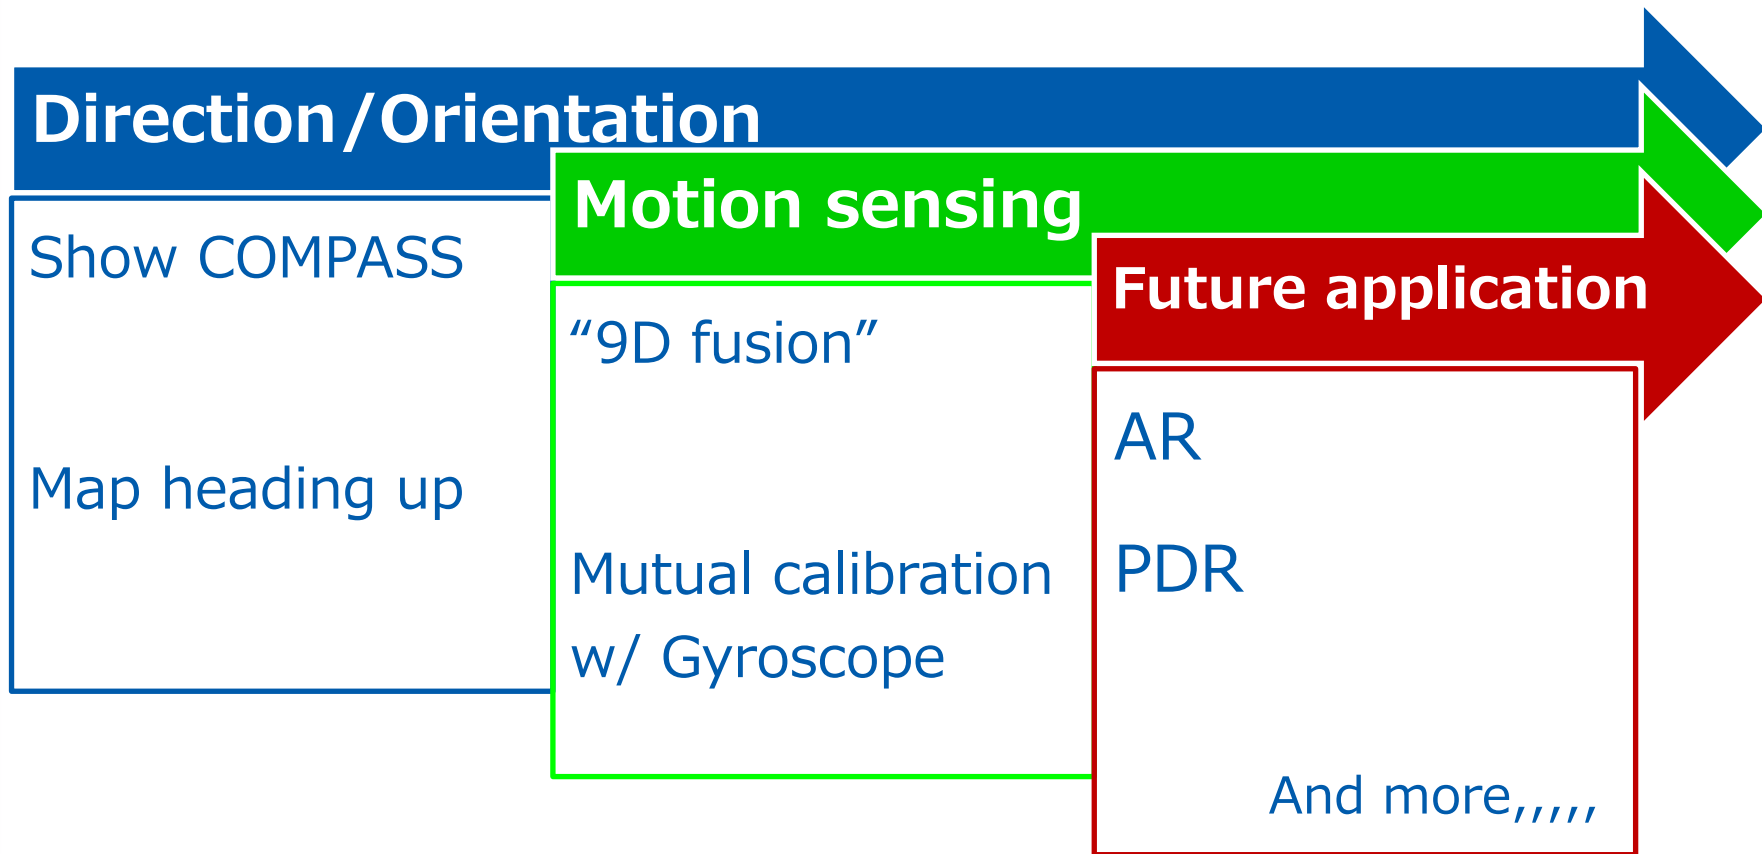 Direction/Orientation
Show COMPASS
Map heading up
Motion sensing
“9D fusion”
Mutual calibration
w/ Gyroscope
Future application
AR
PDR
And more,,,,,